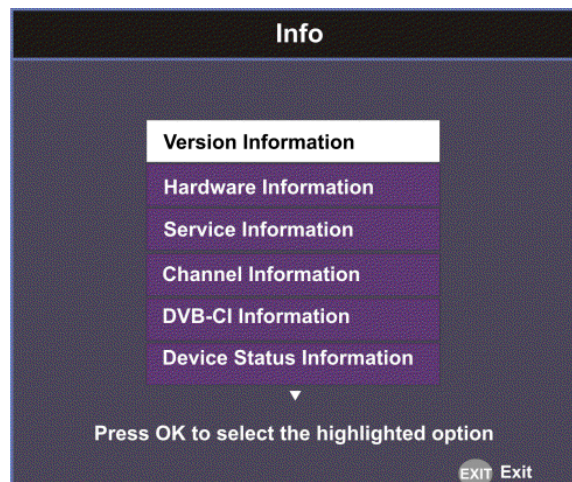 Info
Version Information
Hardware Information
Service Information
Channel Information
DVB-CI Information
Device Status Information
Press OK to select the highlighted option
EXIT Exit